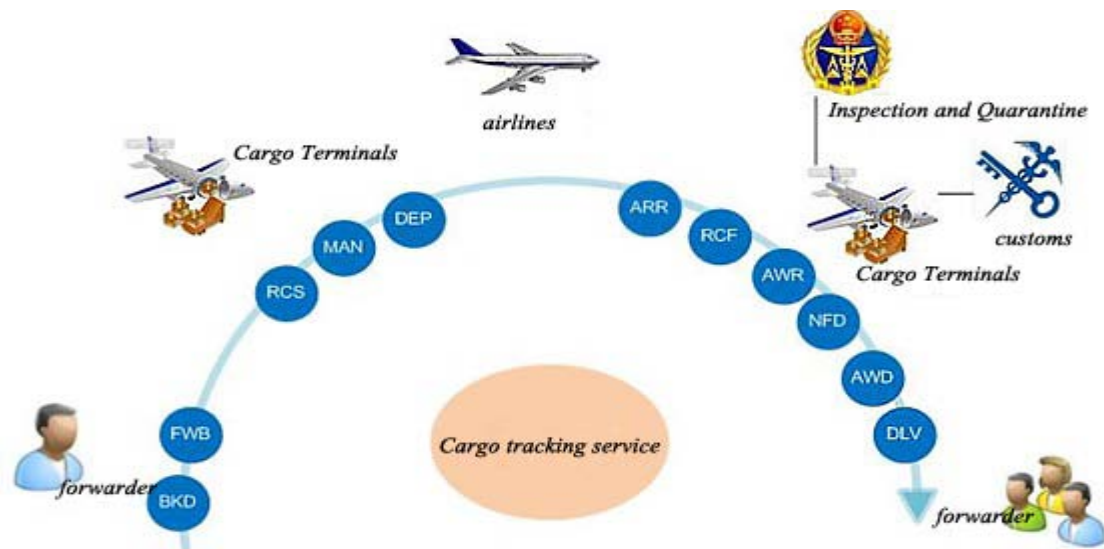 airlines
Inspection and Quarantine
Cargo Terminals
customs
Cargo Terminals
DEP
ARR
MAN
RCF
RCS
AWR
NFD
AWD
FWB
DLV
Cargo tracking service
forwarder
BKD
forwarder